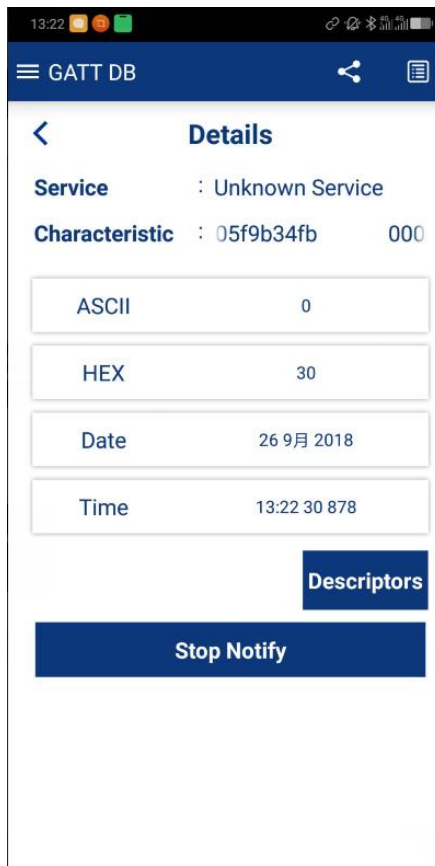 13:22
GATT DB
Details
Service : Unknown Service
Characteristic : 05f9b34fb 000
ASCII 0
HEX 30
Date 26 9月 2018
Time 13:22 30 878
Descriptors
Stop Notify